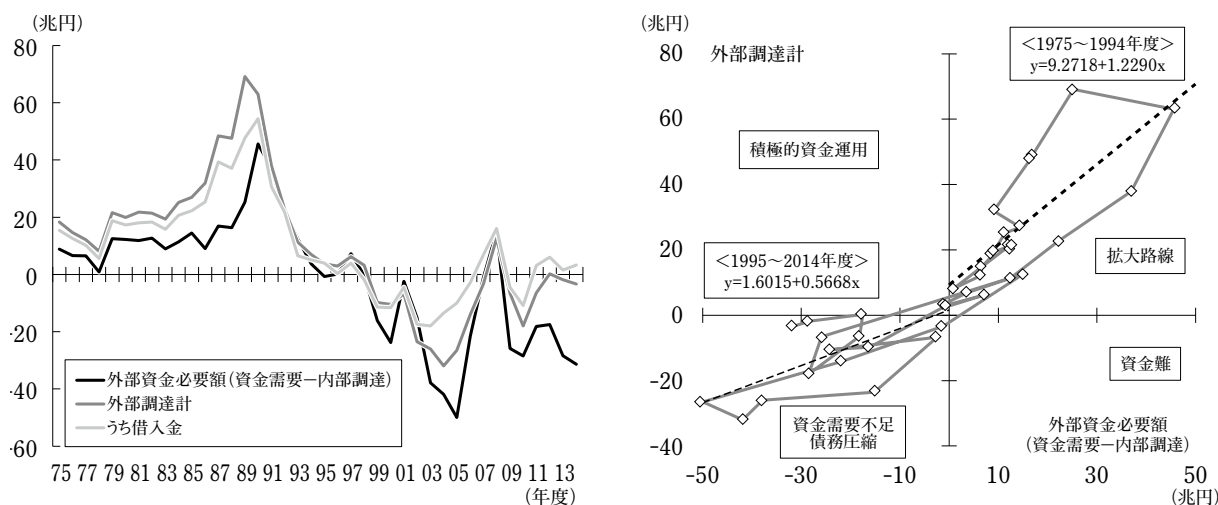 （兆円）
80
60
40
20
0
-20
-40
-60
外部資金必要額（資金需要－内部調達）
外部調達計
うち借入金
75 77 79 81 83 85 87 89 91 93 95 97 99 01 03 05 07 09 11 13
（年度）
（兆円）
80
60
40
20
0
-20
-40
外部調達計
＜1975～1994年度＞
y=9.2718+1.2290x
積極的資金運用
＜1995～2014年度＞
y=1.6015+0.5668x
拡大路線
資金難
資金需要不足
債務圧縮
外部資金必要額
（資金需要－内部調達）
-50 -30 -10 10 30 50
（兆円）